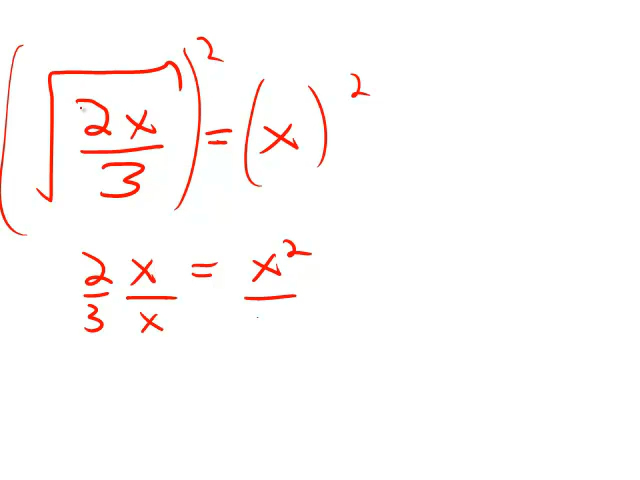 (√(2x/3))² = (x)²
2/3 x/x = x²/